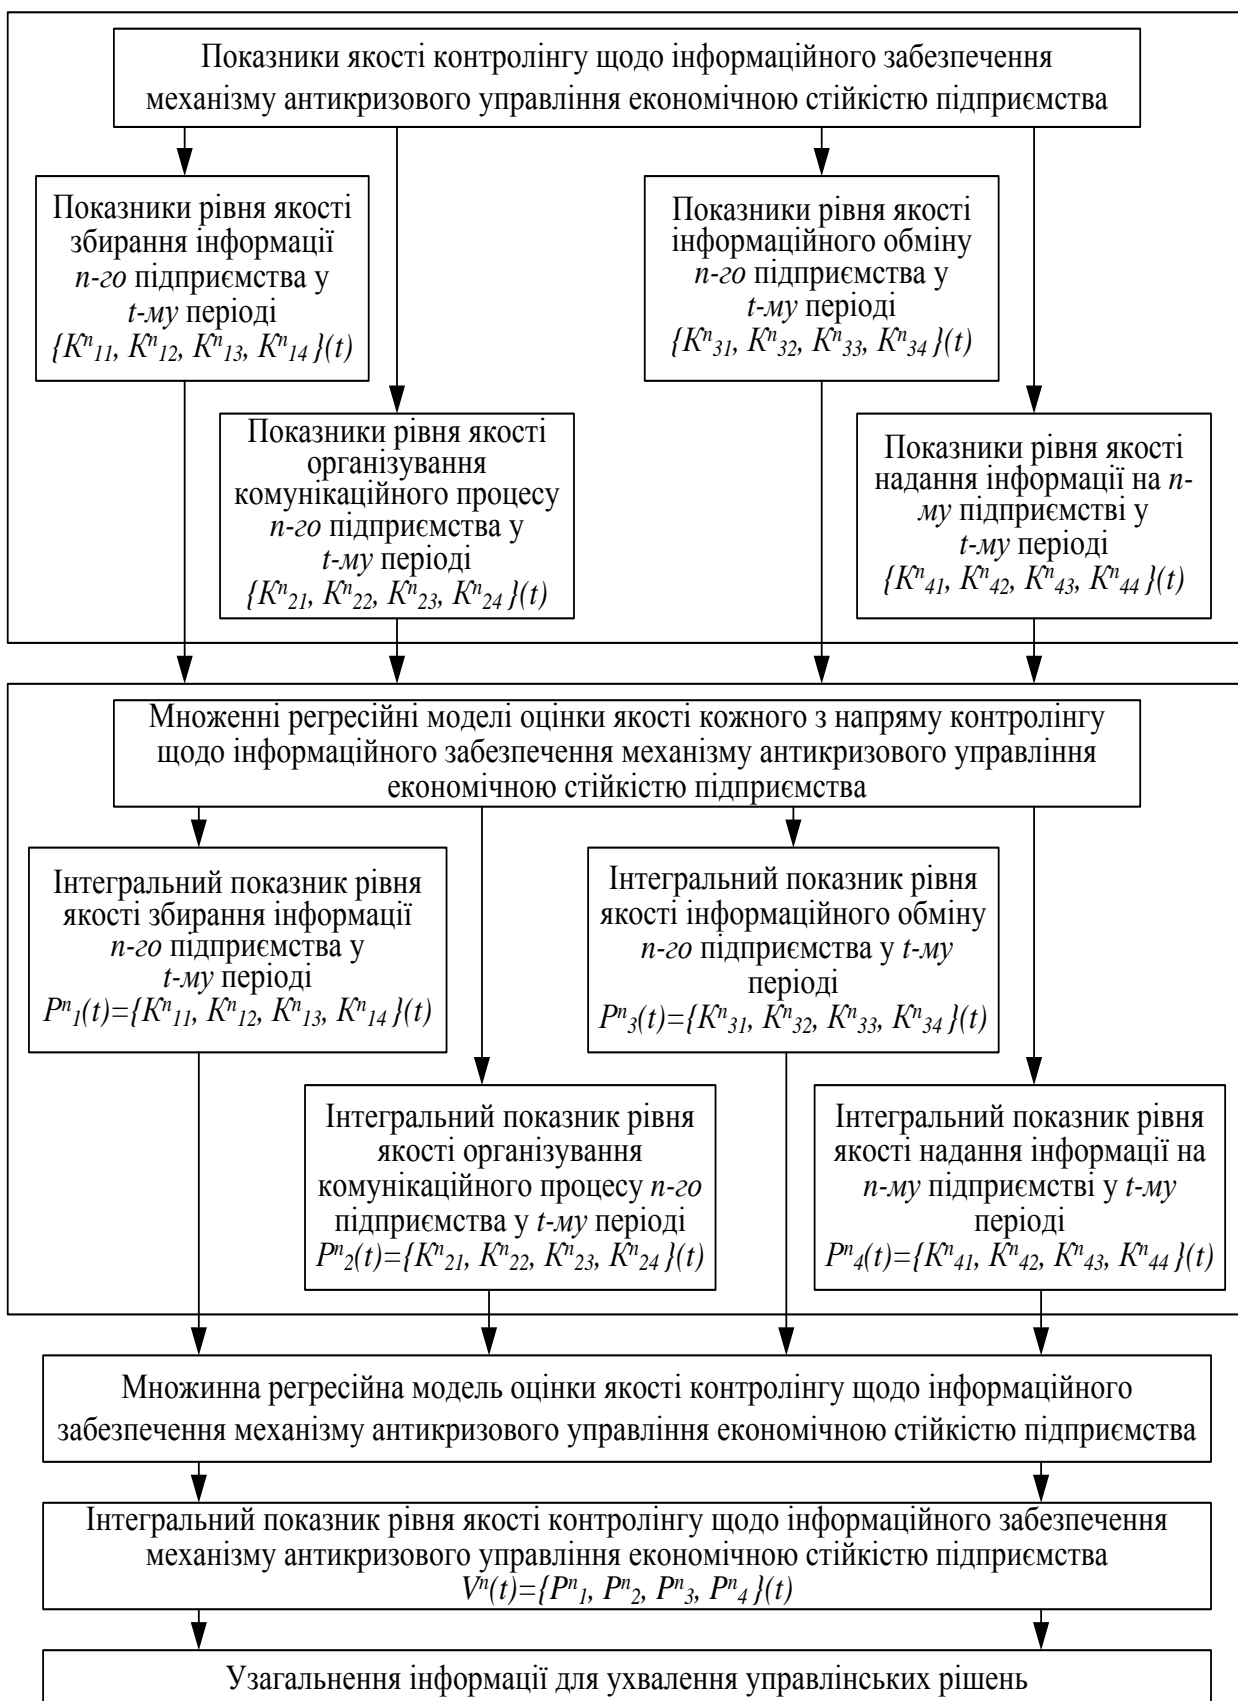 Показники якості контролінгу щодо інформаційного забезпечення
механізму антикризового управління економічною стійкістю підприємства
Показники рівня якості
збирання інформації
n-го підприємства у
t-му періоді
{Kⁿ₁₁, Kⁿ₁₂, Kⁿ₁₃, Kⁿ₁₄}(t)
Показники рівня якості
інформаційного обміну
n-го підприємства у
t-му періоді
{Kⁿ₃₁, Kⁿ₃₂, Kⁿ₃₃, Kⁿ₃₄}(t)
Показники рівня якості
організування
комунікаційного процесу
n-го підприємства у
t-му періоді
{Kⁿ₂₁, Kⁿ₂₂, Kⁿ₂₃, Kⁿ₂₄}(t)
Показники рівня якості
надання інформації на n-
му підприємстві у
t-му періоді
{Kⁿ₄₁, Kⁿ₄₂, Kⁿ₄₃, Kⁿ₄₄}(t)
Множенні регресійні моделі оцінки якості кожного з напряму контролінгу
щодо інформаційного забезпечення механізму антикризового управління
економічною стійкістю підприємства
Інтегральний показник рівня
якості збирання інформації
n-го підприємства у
t-му періоді
Pⁿ₁(t)={Kⁿ₁₁, Kⁿ₁₂, Kⁿ₁₃, Kⁿ₁₄}(t)
Інтегральний показник рівня
якості інформаційного обміну
n-го підприємства у t-му
періоді
Pⁿ₃(t)={Kⁿ₃₁, Kⁿ₃₂, Kⁿ₃₃, Kⁿ₃₄}(t)
Інтегральний показник рівня
якості організування
комунікаційного процесу n-го
підприємства у t-му періоді
Pⁿ₂(t)={Kⁿ₂₁, Kⁿ₂₂, Kⁿ₂₃, Kⁿ₂₄}(t)
Інтегральний показник рівня
якості надання інформації на
n-му підприємстві у t-му
періоді
Pⁿ₄(t)={Kⁿ₄₁, Kⁿ₄₂, Kⁿ₄₃, Kⁿ₄₄}(t)
Множинна регресійна модель оцінки якості контролінгу щодо інформаційного
забезпечення механізму антикризового управління економічною стійкістю підприємства
Інтегральний показник рівня якості контролінгу щодо інформаційного забезпечення
механізму антикризового управління економічною стійкістю підприємства
Vⁿ(t)={Pⁿ₁, Pⁿ₂, Pⁿ₃, Pⁿ₄}(t)
Узагальнення інформації для ухвалення управлінських рішень